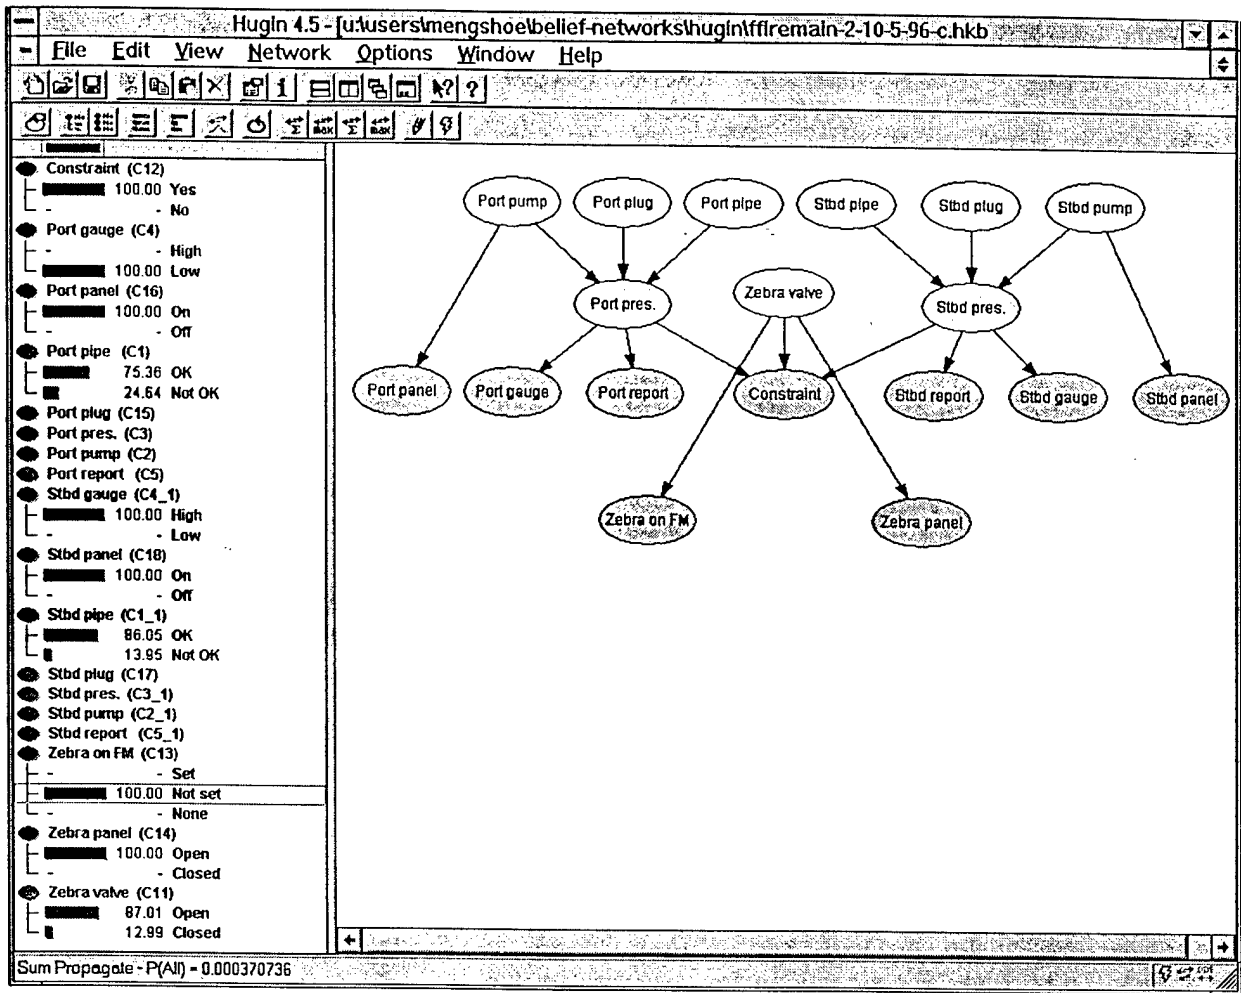 Hugin 4.5 - [u:\users\mengshoe\belief-networks\hugin\ffiremain-2-10-5-96-c.hkb
File Edit View Network Options Window Help
Constraint (C12)
100.00 Yes
- - No
Port gauge (C4)
- - High
100.00 Low
Port panel (C16)
100.00 On
- - Off
Port pipe (C1)
75.36 OK
24.64 Not OK
Port plug (C15)
Port pres. (C3)
Port pump (C2)
Port report (C5)
Stbd gauge (C4_1)
100.00 High
- - Low
Stbd panel (C18)
100.00 On
- - Off
Stbd pipe (C1_1)
86.05 OK
13.95 Not OK
Stbd plug (C17)
Stbd pres. (C3_1)
Stbd pump (C2_1)
Stbd report (C5_1)
Zebra on FM (C13)
- - Set
100.00 Not set
- - None
Zebra panel (C14)
100.00 Open
- - Closed
Zebra valve (C11)
87.01 Open
12.99 Closed
Port pump Port plug Port pipe Stbd pipe Stbd plug Stbd pump
Port pres. Zebra valve Stbd pres.
Port panel Port gauge Port report Constraint Stbd report Stbd gauge Stbd panel
Zebra on FM Zebra panel
Sum Propagate - P(All) = 0.000370736